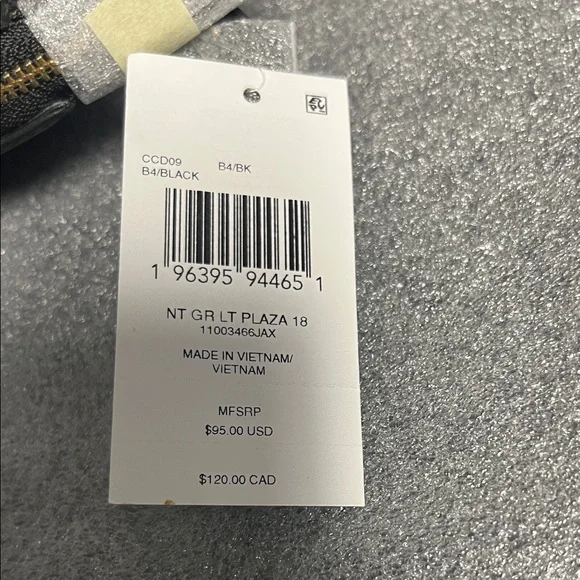 CCD09 B4/BK
B4/BLACK
1 96395 94465 1
NT GR LT PLAZA 18
11003466JAX
MADE IN VIETNAM/
VIETNAM
MFSRP
$95.00 USD
$120.00 CAD